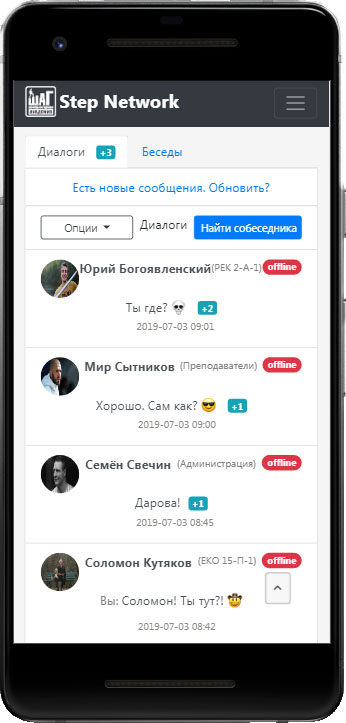 ШАГ
Step Network
Диалоги +3 Беседы
Есть новые сообщения. Обновить?
Опции Диалоги Найти собеседника
Юрий Богоявленский (РЕК 2-А-1) offline
Ты где? 💀 +2
2019-07-03 09:01
Мир Сытников (Преподаватели) offline
Хорошо. Сам как? 😎 +1
2019-07-03 09:00
Семён Свечин (Администрация) offline
Дарова! +1
2019-07-03 08:45
Соломон Кутяков (ЕКО 15-П-1) offline
Вы: Соломон! Ты тут?! 🤠
2019-07-03 08:42